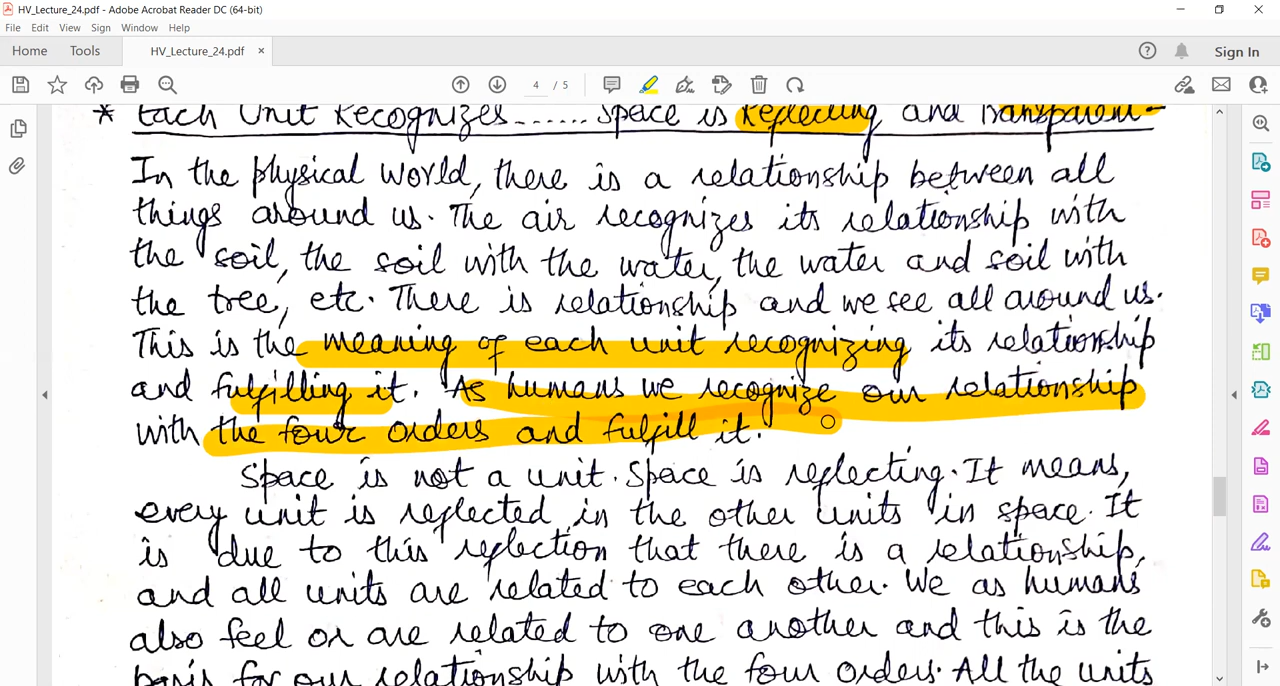 HV_Lecture_24.pdf - Adobe Acrobat Reader DC (64-bit)
File Edit View Sign Window Help
Home Tools HV_Lecture_24.pdf × Sign In
4 / 5
* Each Unit Recognizes...... Space is Reflecting and Transparent-
In the physical world, there is a relationship between all
things around us. The air recognizes its relationship with
the soil, the soil with the water, the water and soil with
the tree, etc. There is relationship and we see all around us.
This is the meaning of each unit recognizing its relationship
and fulfilling it. As humans we recognize our relationship
with the four orders and fulfill it.
Space is not a unit. Space is reflecting. It means,
every unit is reflected in the other units in space. It
is due to this reflection that there is a relationship,
and all units are related to each other. We as humans
also feel or are related to one another and this is the
basis for our relationship with the four orders. All the units